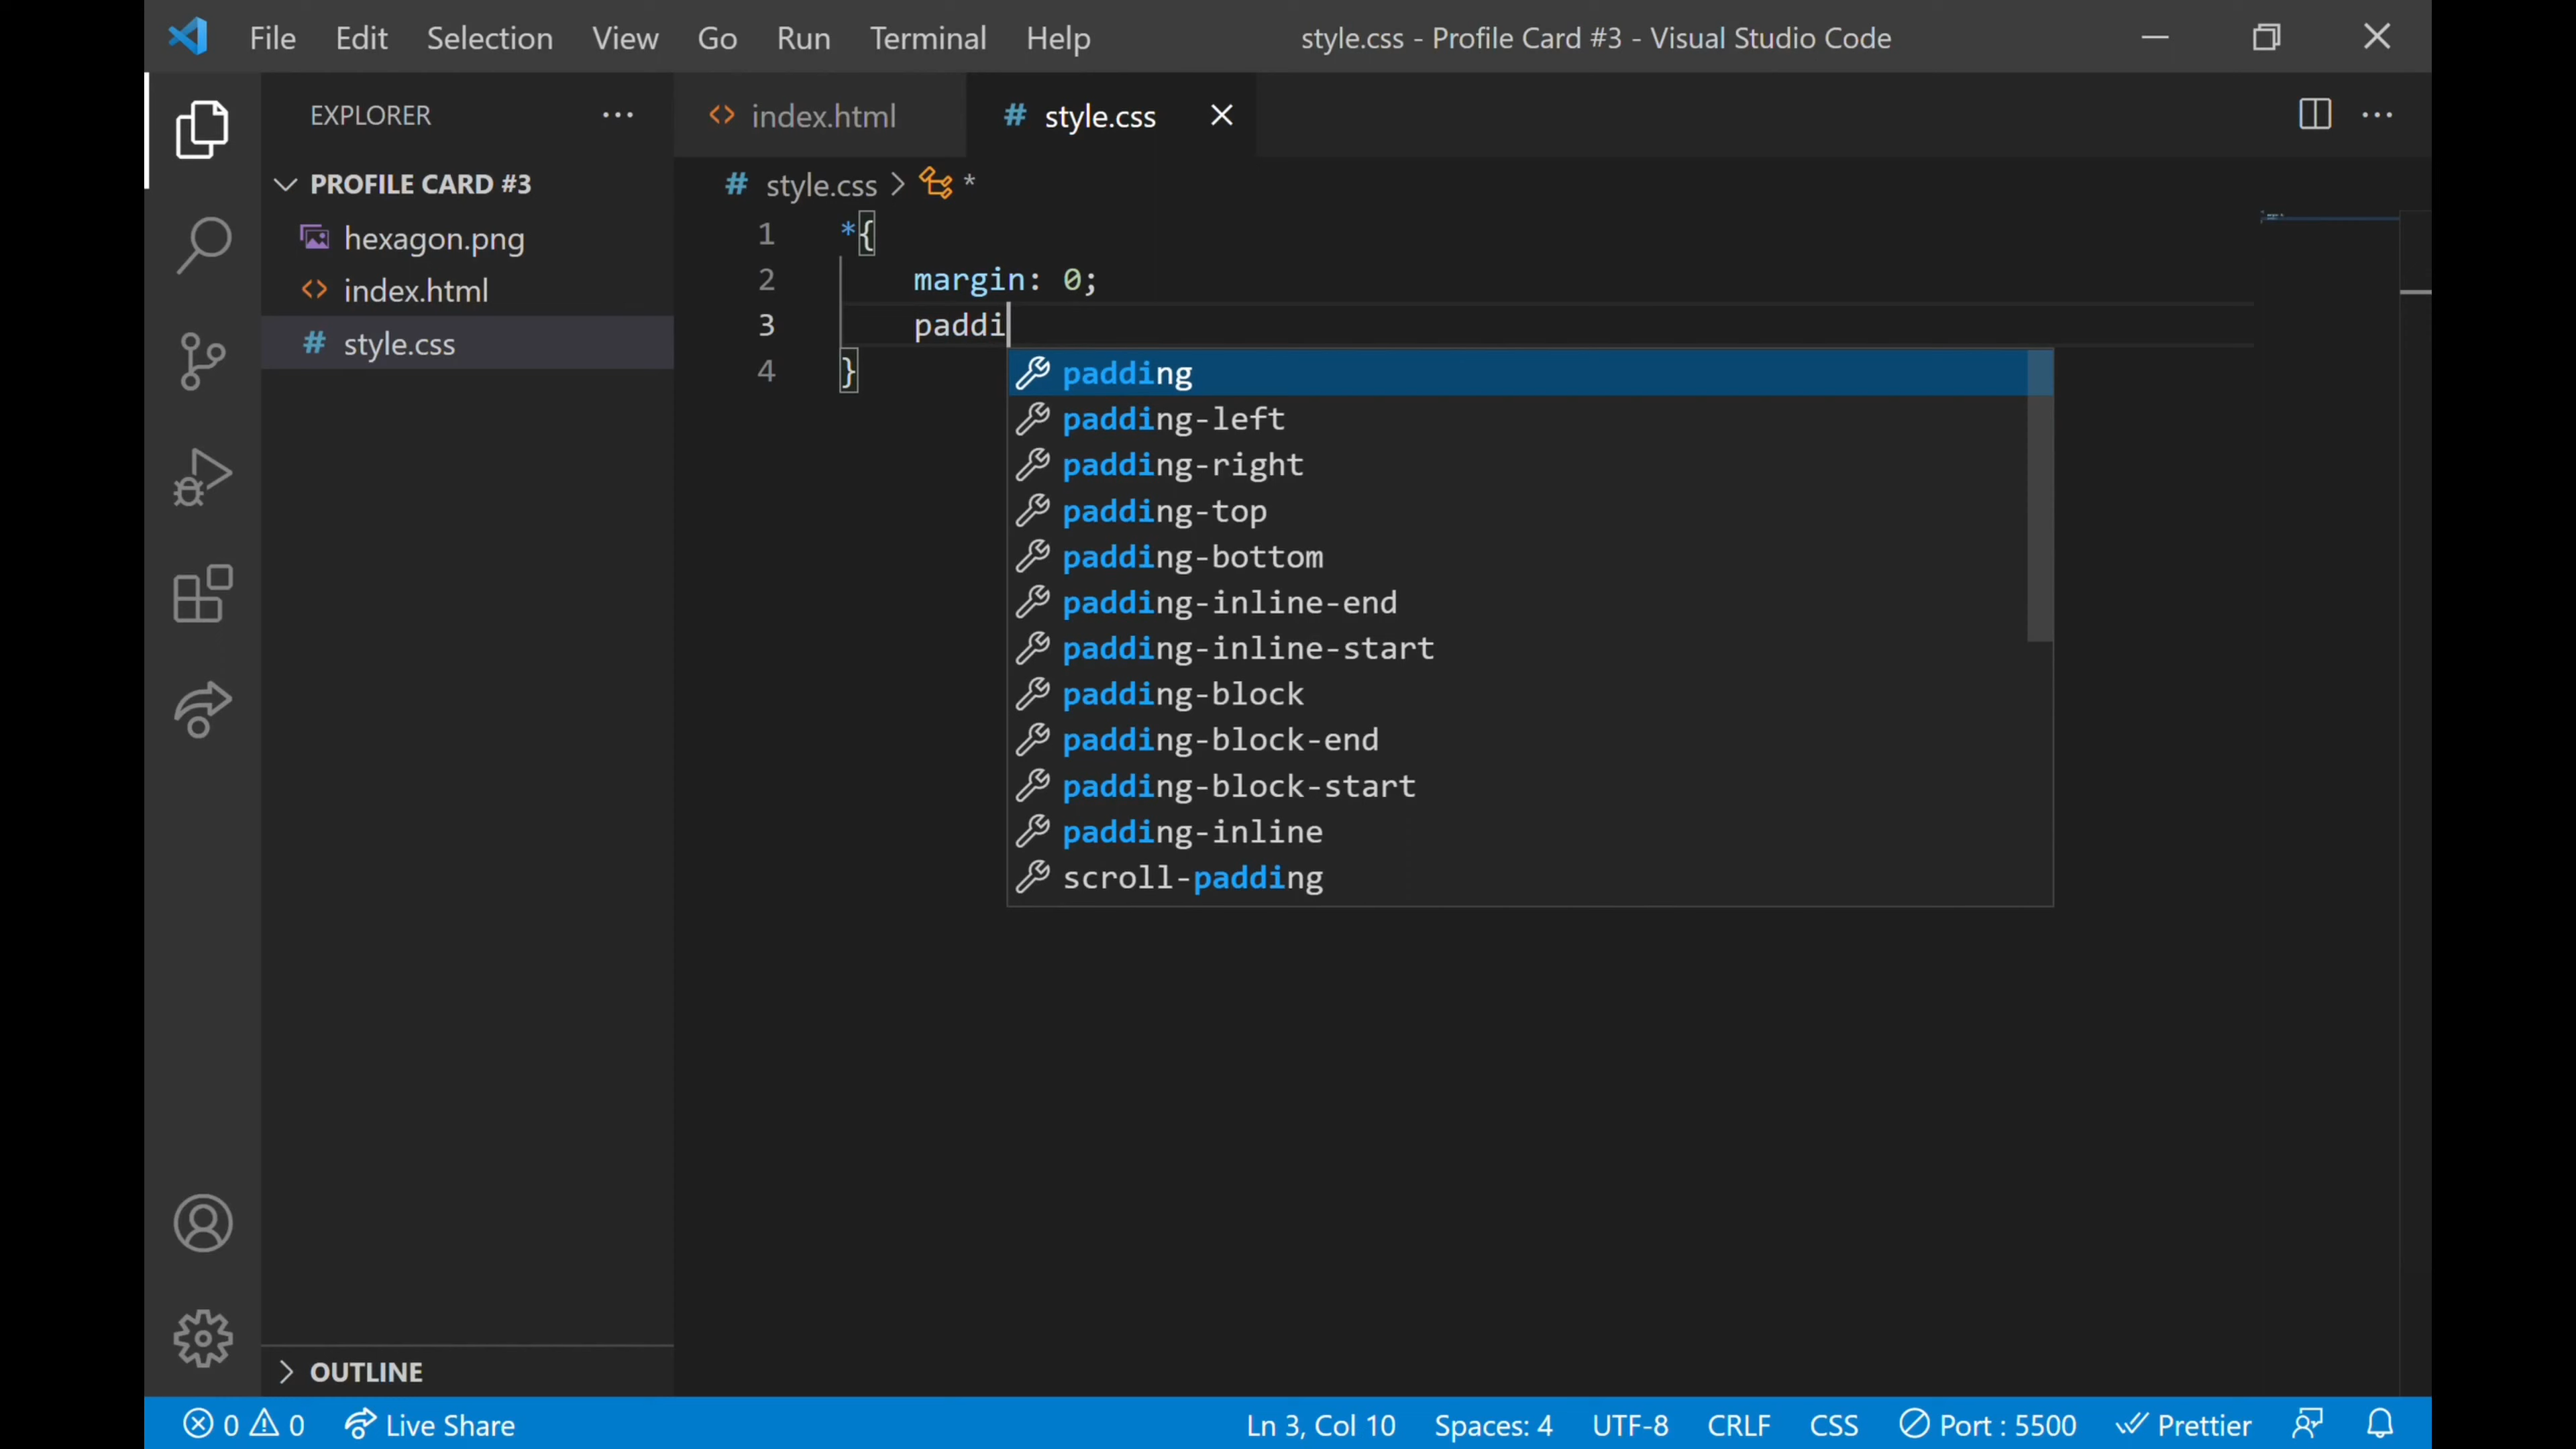 File Edit Selection View Go Run Terminal Help style.css - Profile Card #3 - Visual Studio Code
EXPLORER ···
PROFILE CARD #3
hexagon.png
<> index.html
# style.css
OUTLINE
<> index.html # style.css
# style.css > *
1 *{
2 margin: 0;
3 paddi
4 }
padding
padding-left
padding-right
padding-top
padding-bottom
padding-inline-end
padding-inline-start
padding-block
padding-block-end
padding-block-start
padding-inline
scroll-padding
0 0 Live Share Ln 3, Col 10 Spaces: 4 UTF-8 CRLF CSS Port : 5500 Prettier